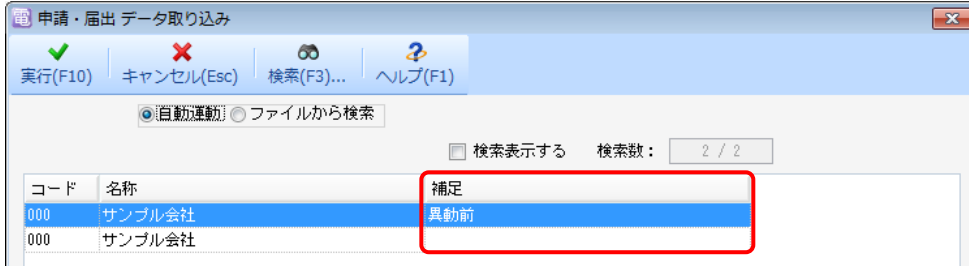 電 申請・届出 データ取り込み
実行(F10) キャンセル(Esc) 検索(F3)... ヘルプ(F1)
自動運動 ファイルから検索
検索表示する 検索数： 2 / 2
コード 名称 補足
000 サンプル会社 異動前
000 サンプル会社